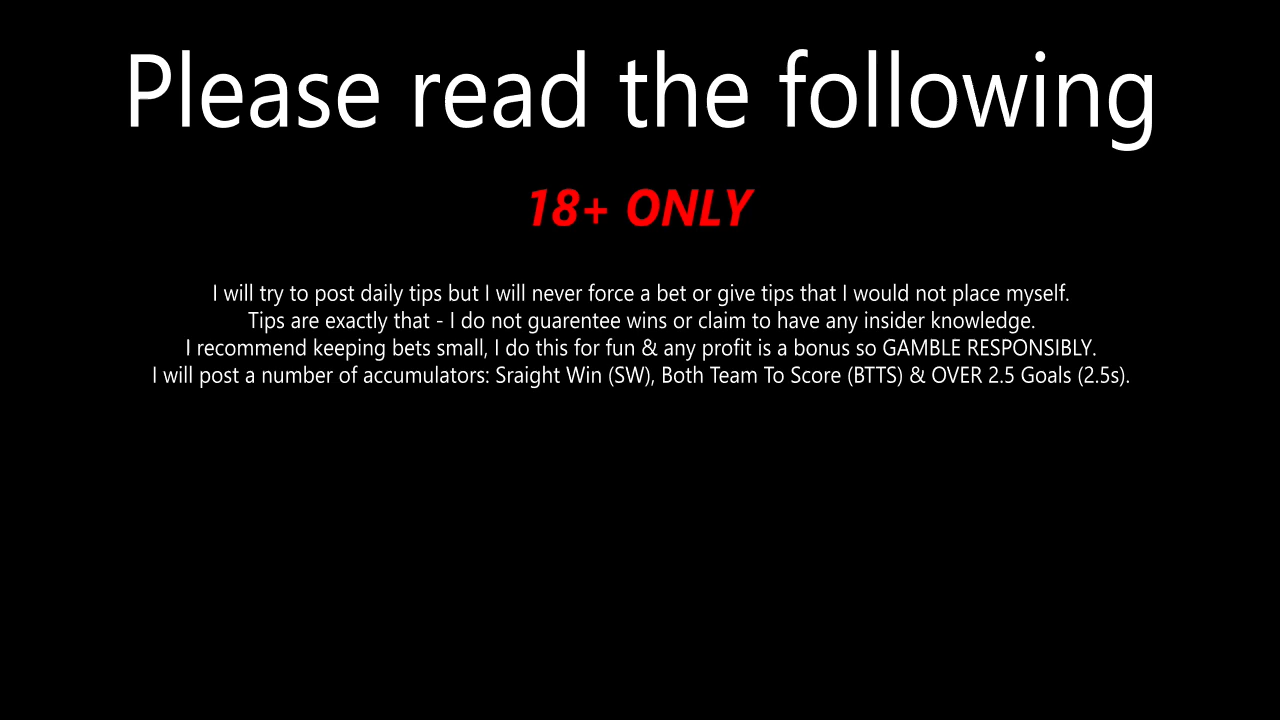 Please read the following
18+ ONLY
I will try to post daily tips but I will never force a bet or give tips that I would not place myself.
Tips are exactly that - I do not guarentee wins or claim to have any insider knowledge.
I recommend keeping bets small, I do this for fun & any profit is a bonus so GAMBLE RESPONSIBLY.
I will post a number of accumulators: Sraight Win (SW), Both Team To Score (BTTS) & OVER 2.5 Goals (2.5s).